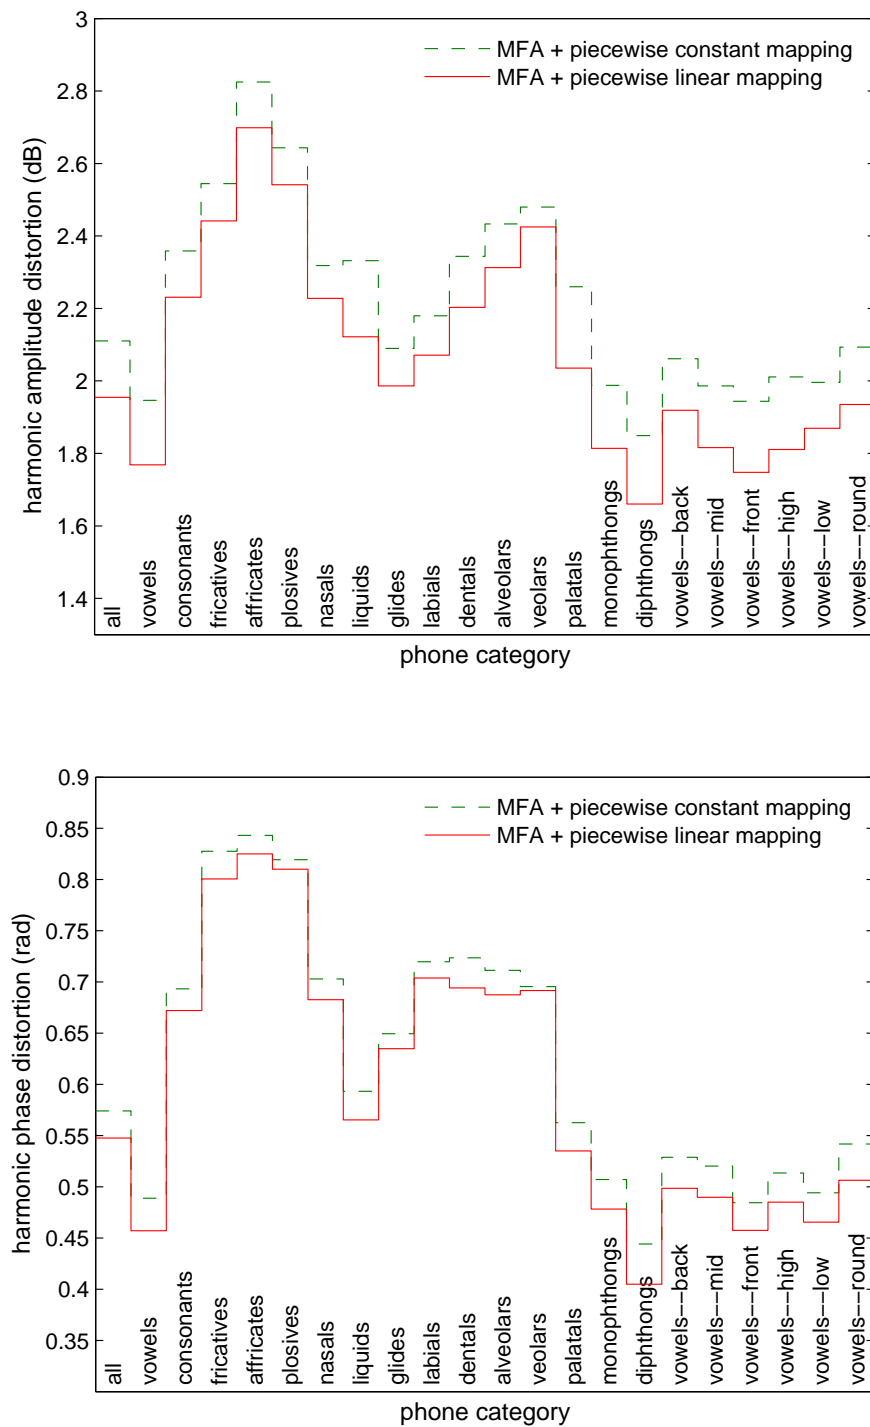 3
2.8
2.6
2.4
2.2
2
1.8
1.6
1.4
harmonic amplitude distortion (dB)
MFA + piecewise constant mapping
MFA + piecewise linear mapping
all
vowels
consonants
fricatives
affricates
plosives
nasals
liquids
glides
labials
dentals
alveolars
veolars
palatals
monophthongs
diphthongs
vowels---back
vowels---mid
vowels---front
vowels---high
vowels---low
vowels---round
phone category
0.9
0.85
0.8
0.75
0.7
0.65
0.6
0.55
0.5
0.45
0.4
0.35
harmonic phase distortion (rad)
MFA + piecewise constant mapping
MFA + piecewise linear mapping
all
vowels
consonants
fricatives
affricates
plosives
nasals
liquids
glides
labials
dentals
alveolars
veolars
palatals
monophthongs
diphthongs
vowels---back
vowels---mid
vowels---front
vowels---high
vowels---low
vowels---round
phone category